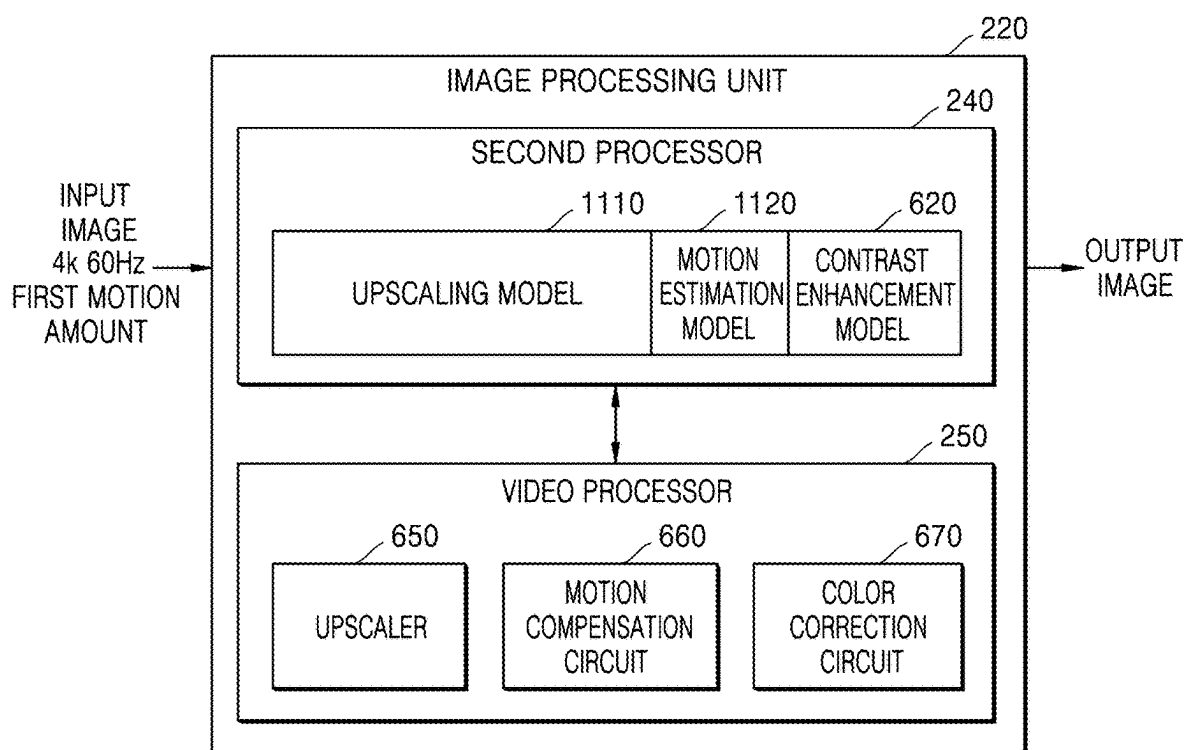 220
IMAGE PROCESSING UNIT
240
SECOND PROCESSOR
INPUT
IMAGE
4k 60Hz
FIRST MOTION
AMOUNT
1110
1120
620
UPSCALING MODEL
MOTION
ESTIMATION
MODEL
CONTRAST
ENHANCEMENT
MODEL
OUTPUT
IMAGE
250
VIDEO PROCESSOR
650
660
670
UPSCALER
MOTION
COMPENSATION
CIRCUIT
COLOR
CORRECTION
CIRCUIT